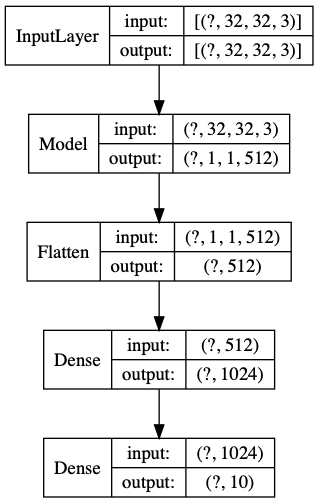 InputLayer
input: [(?, 32, 32, 3)]
output: [(?, 32, 32, 3)]
Model
input: (?, 32, 32, 3)
output: (?, 1, 1, 512)
Flatten
input: (?, 1, 1, 512)
output: (?, 512)
Dense
input: (?, 512)
output: (?, 1024)
Dense
input: (?, 1024)
output: (?, 10)